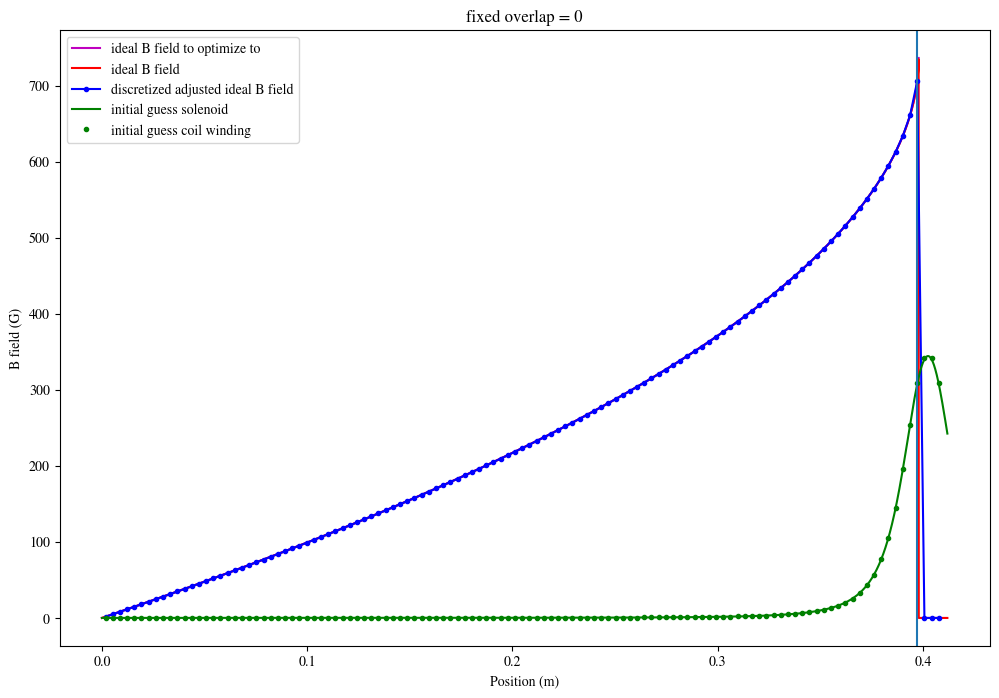 fixed overlap = 0
ideal B field to optimize to
ideal B field
discretized adjusted ideal B field
initial guess solenoid
initial guess coil winding
B field (G)
700
600
500
400
300
200
100
0
0.0 0.1 0.2 0.3 0.4
Position (m)